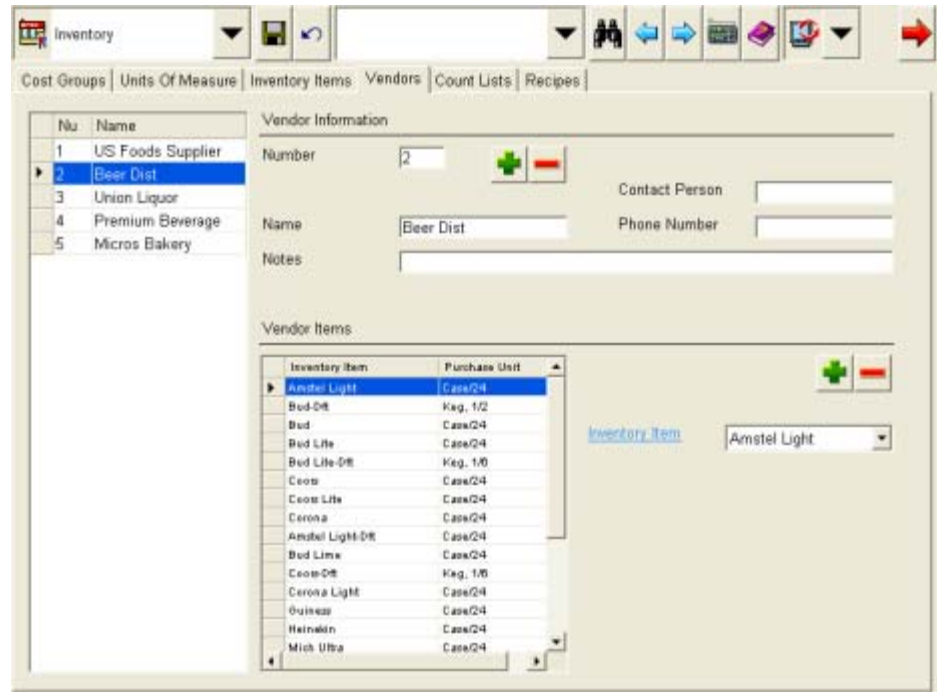 Inventory
Cost Groups Units Of Measure Inventory Items Vendors Count Lists Recipes
Nu Name
1 US Foods Supplier
2 Beer Dist
3 Union Liquor
4 Premium Beverage
5 Micros Bakery
Vendor Information
Number 2
Contact Person
Name Beer Dist Phone Number
Notes
Vendor Items
Inventory Item Purchase Unit
Amstel Light Case/24
Bud-Dft Keg, 1/2
Bud Case/24
Bud Lite Case/24
Bud Lite-Dft Keg, 1/6
Coors Case/24
Coors Lite Case/24
Corona Case/24
Amstel Light-Dft Case/24
Bud Lime Case/24
Coors-Dft Keg, 1/6
Corona Light Case/24
Guiness Case/24
Heinekin Case/24
Mich Ultra Case/24
Inventory Item Amstel Light